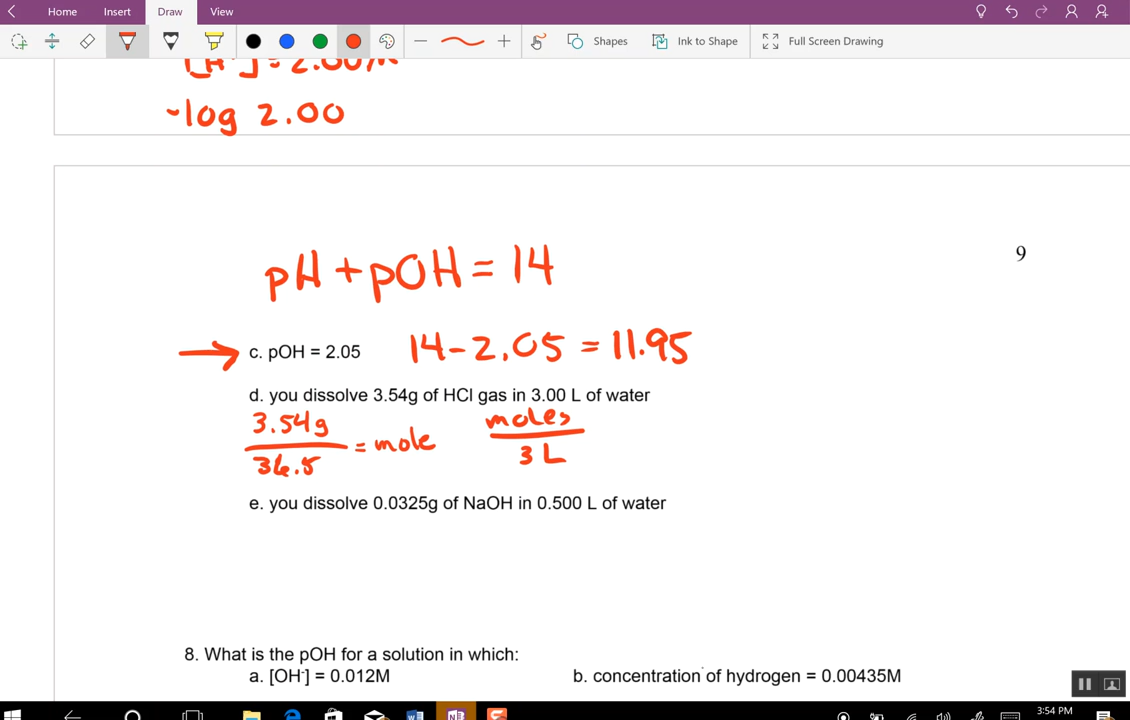 Home Insert Draw View
Shapes Ink to Shape Full Screen Drawing
-log 2.00
9
pH + pOH = 14
c. pOH = 2.05 14 - 2.05 = 11.95
d. you dissolve 3.54g of HCl gas in 3.00 L of water
3.54g moles
= mole
36.5 3 L
e. you dissolve 0.0325g of NaOH in 0.500 L of water
8. What is the pOH for a solution in which:
a. [OH-] = 0.012M b. concentration of hydrogen = 0.00435M
3:54 PM